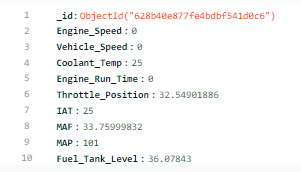 1 _id: ObjectId("628b40e877fe4bdbf541d0c6")
2 Engine_Speed : 0
3 Vehicle_Speed : 0
4 Coolant_Temp : 25
5 Engine_Run_Time : 0
6 Throttle_Position : 32.54901886
7 IAT : 25
8 MAF : 33.75999832
9 MAP : 101
10 Fuel_Tank_Level : 36.07843